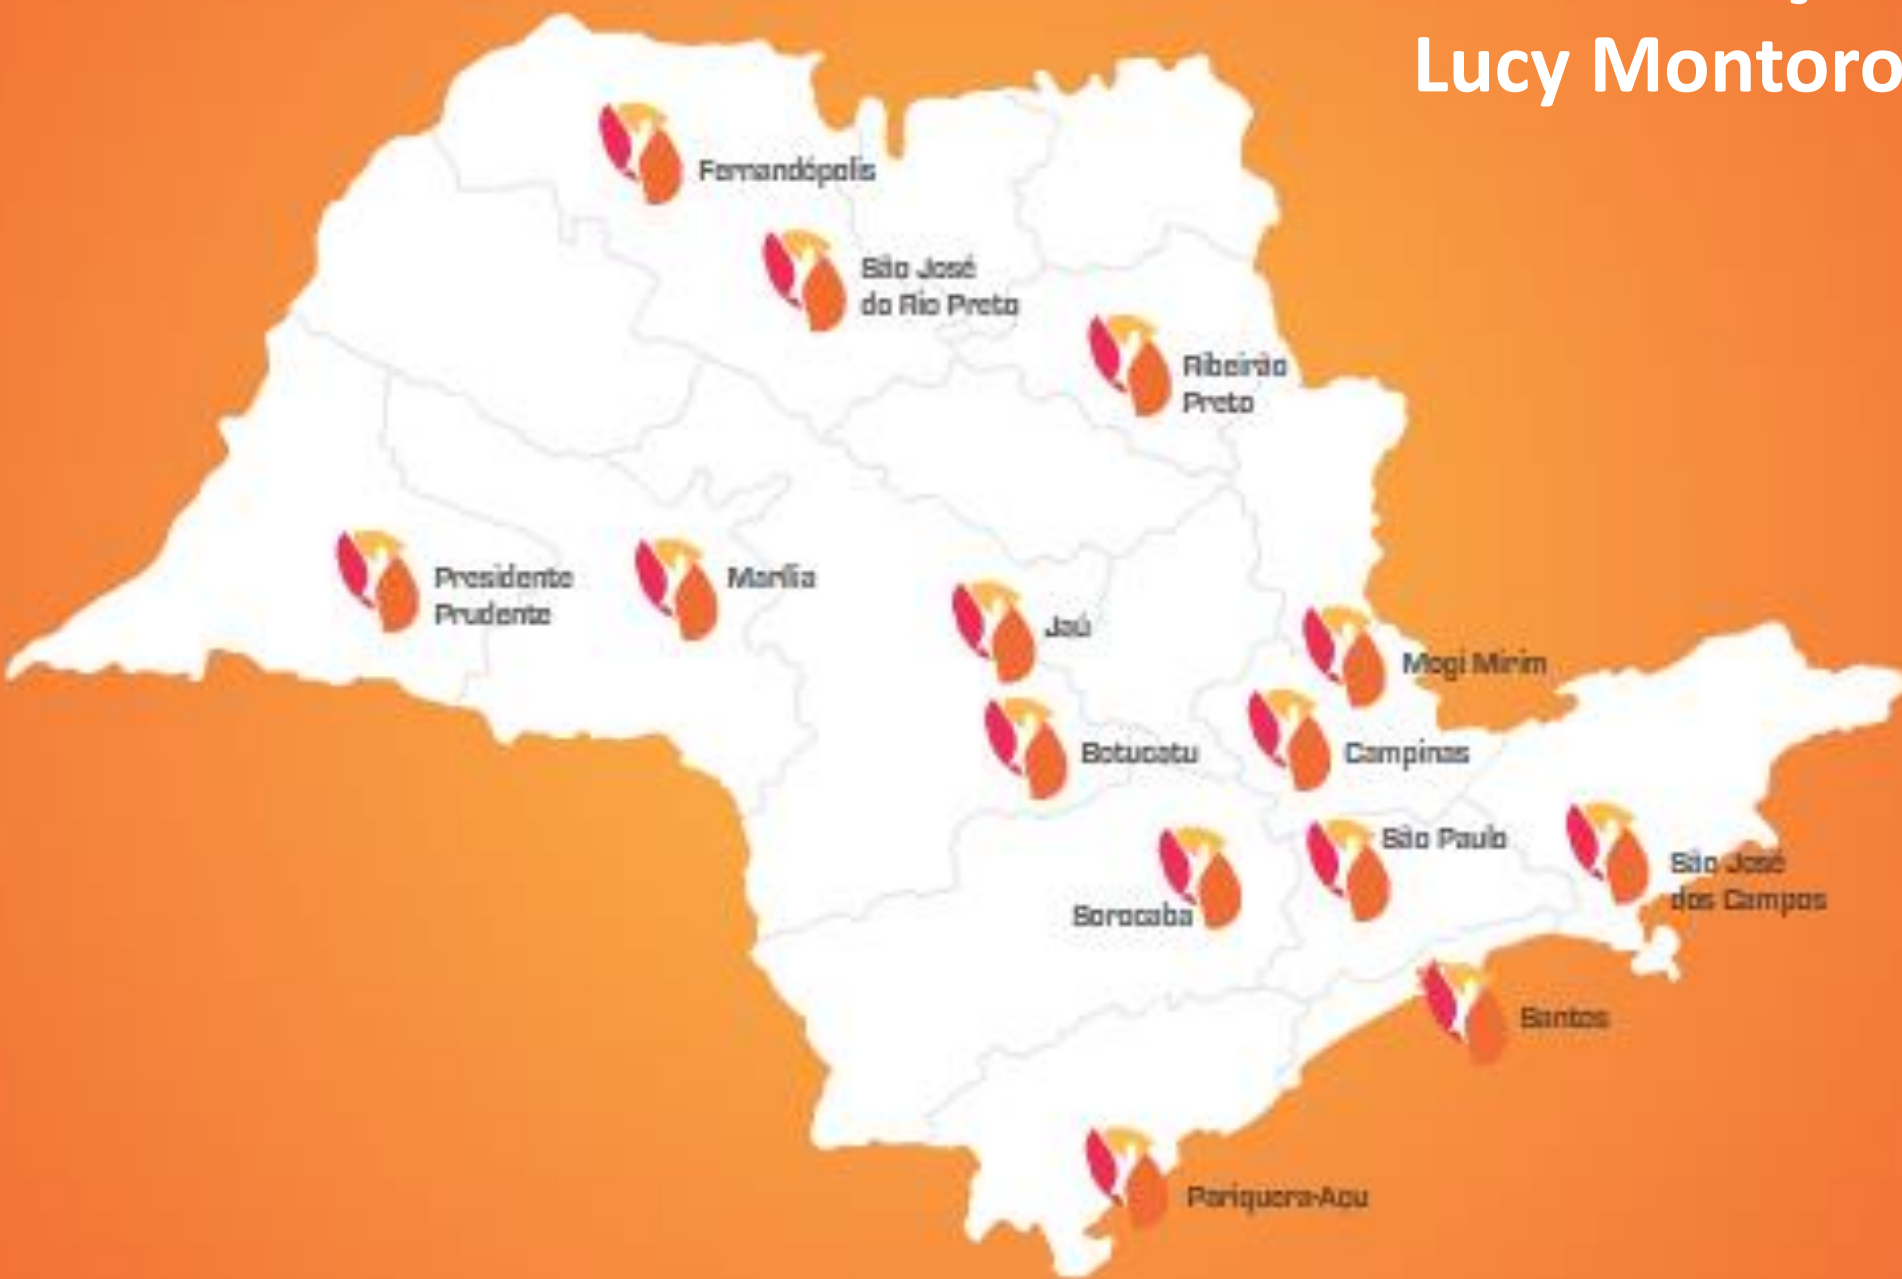 Lucy Montoro
Fernandópolis
São José
do Rio Preto
Ribeirão
Preto
Presidente
Prudente
Marília
Jaú
Mogi Mirim
Botucatu
Campinas
São Paulo
São José
dos Campos
Sorocaba
Santos
Pariquera-Açu